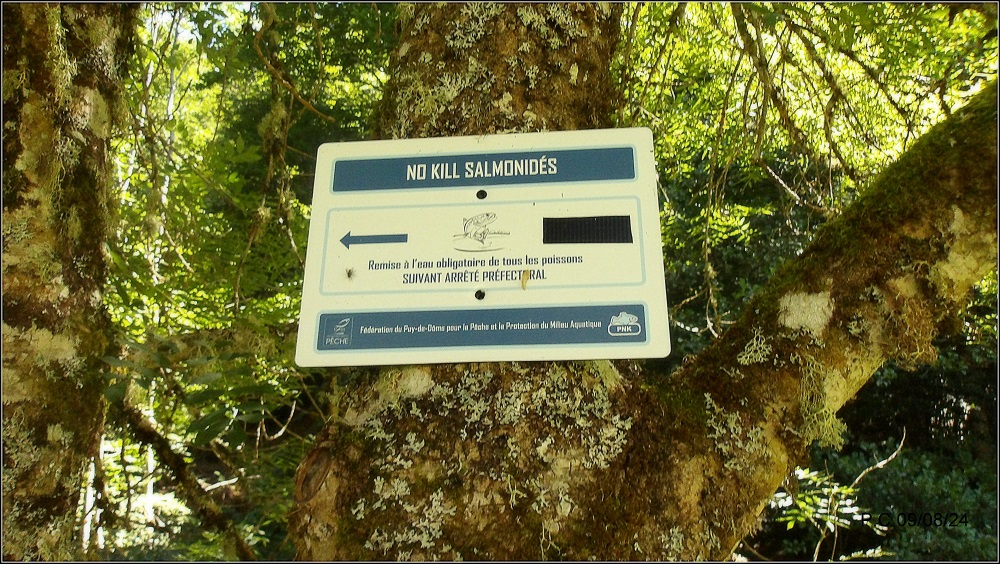 NO KILL SALMONIDÉS
Remise à l'eau obligatoire de tous les poissons
SUIVANT ARRÊTÉ PRÉFECTORAL
PÊCHE
Fédération du Puy-de-Dôme pour la Pêche et la Protection du Milieu Aquatique
PNK
P.C 09/08/24